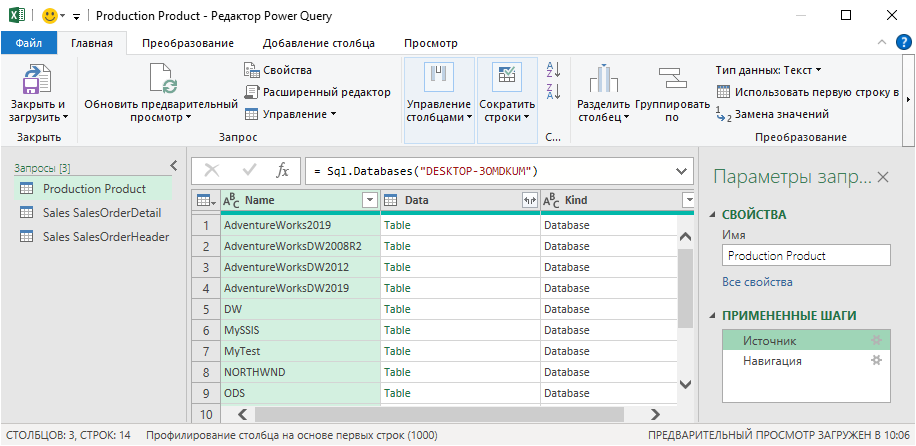 Production Product - Редактор Power Query
Файл Главная Преобразование Добавление столбца Просмотр
Закрыть и загрузить
Закрыть
Обновить предварительный просмотр
Свойства
Расширенный редактор
Управление
Запрос
Управление столбцами
Сократить строки
С...
Разделить столбец
Группировать по
Тип данных: Текст
Использовать первую строку в
Замена значений
Преобразование
Запросы [3]
Production Product
Sales SalesOrderDetail
Sales SalesOrderHeader
= Sql.Databases("DESKTOP-3OMDKUM")
Name Data Kind
1 AdventureWorks2019 Table Database
2 AdventureWorksDW2008R2 Table Database
3 AdventureWorksDW2012 Table Database
4 AdventureWorksDW2019 Table Database
5 DW Table Database
6 MySSIS Table Database
7 MyTest Table Database
8 NORTHWND Table Database
9 ODS Table Database
10
Параметры запр...
СВОЙСТВА
Имя
Production Product
Все свойства
ПРИМЕНЕННЫЕ ШАГИ
Источник
Навигация
СТОЛБЦОВ: 3, СТРОК: 14 Профилирование столбца на основе первых строк (1000) ПРЕДВАРИТЕЛЬНЫЙ ПРОСМОТР ЗАГРУЖЕН В 10:06